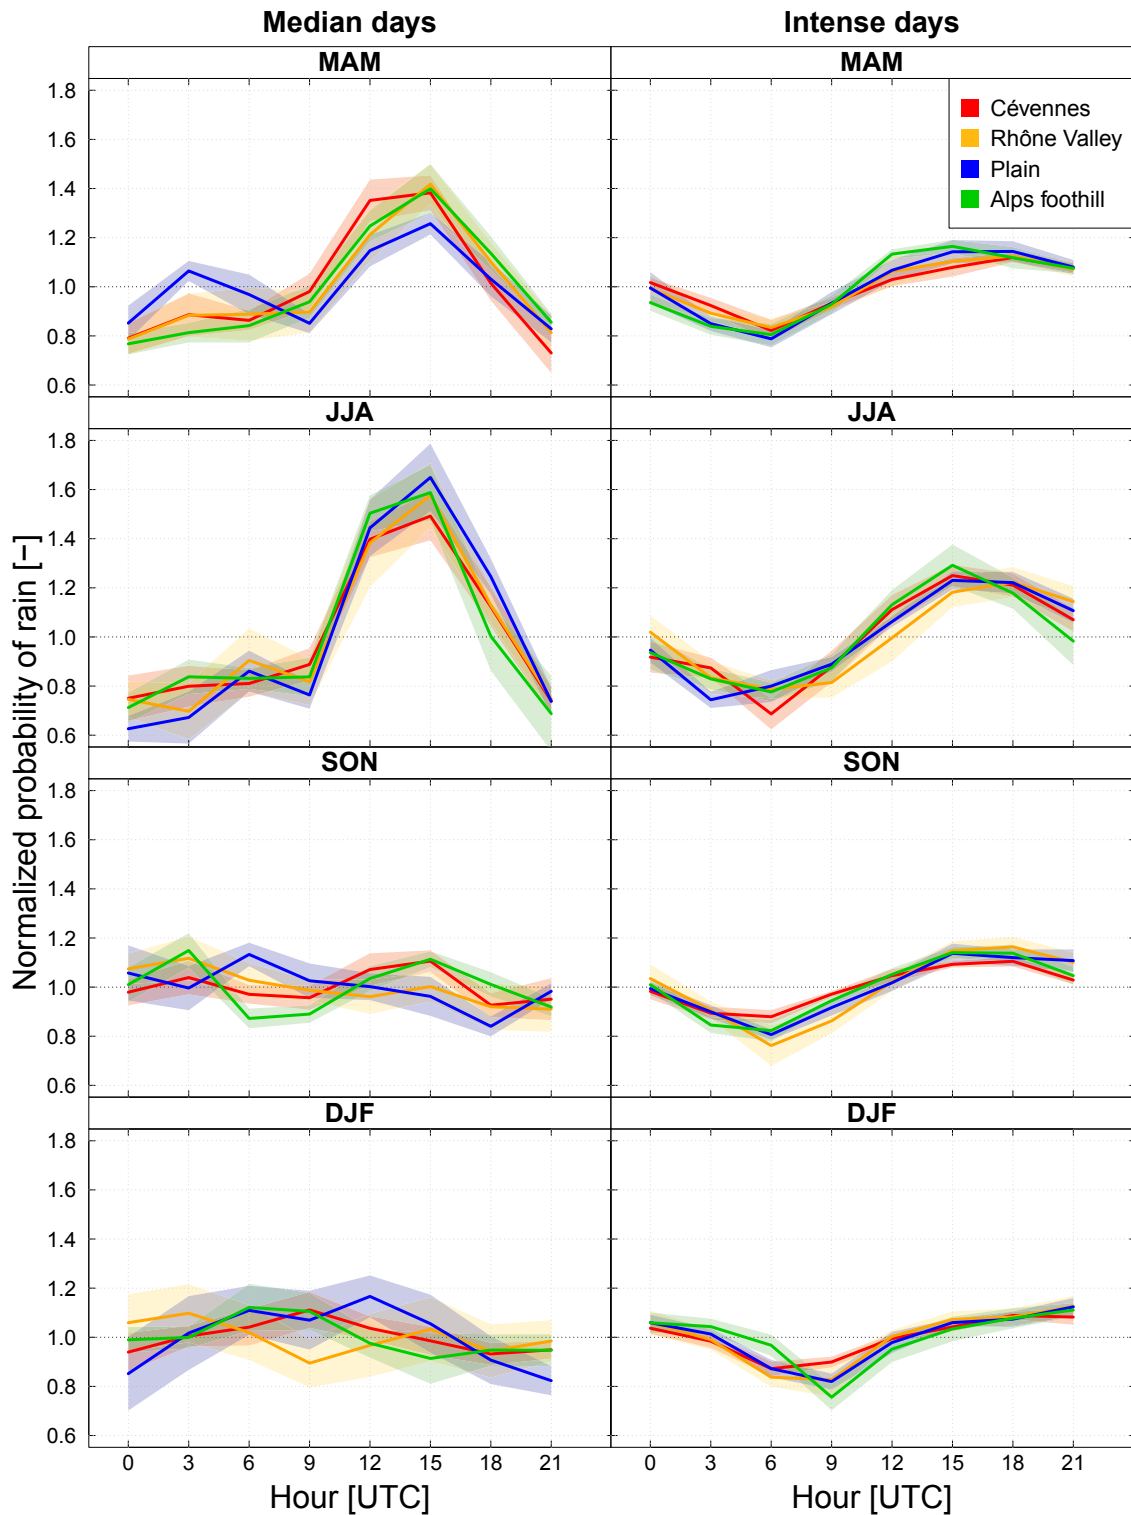 Median days
Intense days
MAM
MAM
Cévennes
Rhône Valley
Plain
Alps foothill
1.8
1.6
1.4
1.2
1.0
0.8
0.6
JJA
JJA
1.8
1.6
1.4
1.2
1.0
0.8
0.6
SON
SON
1.8
1.6
1.4
1.2
1.0
0.8
0.6
DJF
DJF
1.8
1.6
1.4
1.2
1.0
0.8
0.6
Normalized probability of rain [−]
0 3 6 9 12 15 18 21
0 3 6 9 12 15 18 21
Hour [UTC]
Hour [UTC]